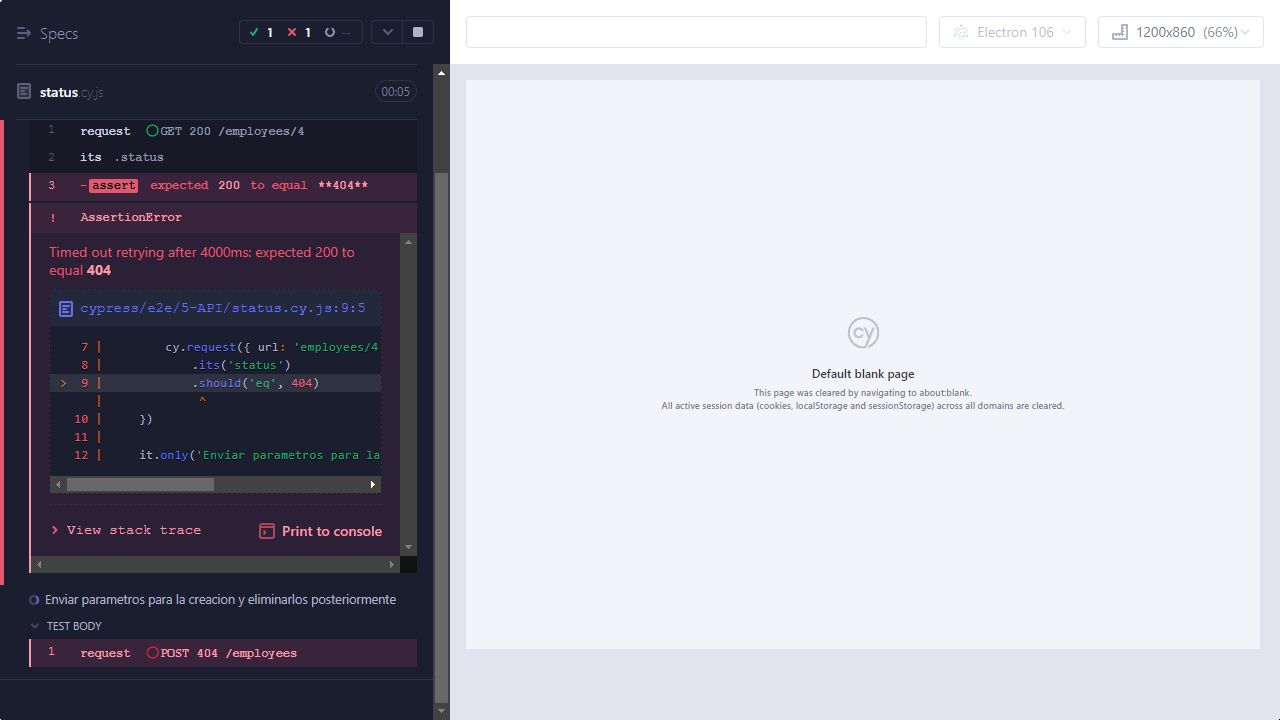 Specs
1 1 --
Electron 106
1200x860 (66%)
status.cy.js
00:05
1 request GET 200 /employees/4
2 its .status
3 -assert expected 200 to equal **404**
! AssertionError
Timed out retrying after 4000ms: expected 200 to
equal 404
cypress/e2e/5-API/status.cy.js:9:5
7 | cy.request({ url: 'employees/4
8 | .its('status')
> 9 | .should('eq', 404)
| ^
10 | })
11 |
12 | it.only('Enviar parametros para la
> View stack trace
Print to console
Enviar parametros para la creacion y eliminarlos posteriormente
TEST BODY
1 request POST 404 /employees
cy
Default blank page
This page was cleared by navigating to about:blank.
All active session data (cookies, localStorage and sessionStorage) across all domains are cleared.